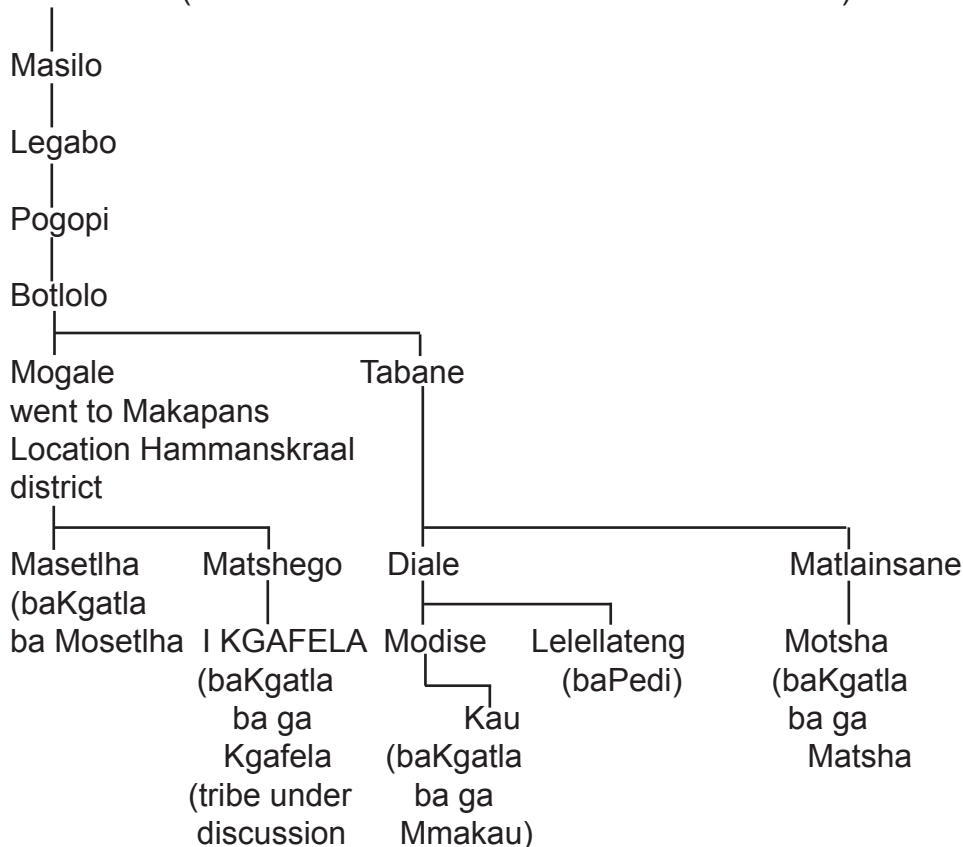 Masilo
Legabo
Pogopi
Botlolo
Mogale Tabane
went to Makapans
Location Hammanskraal
district
Masetlha Matshego Diale Matlainsane
(baKgatla
ba Mosetlha I KGAFELA Modise Lelellateng Motsha
(baKgatla (baPedi) (baKgatla
ba ga Kau ba ga
Kgafela (baKgatla Matsha
(tribe under ba ga
discussion Mmakau)